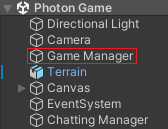 Photon Game
Directional Light
Camera
Game Manager
Terrain
Canvas
EventSystem
Chatting Manager